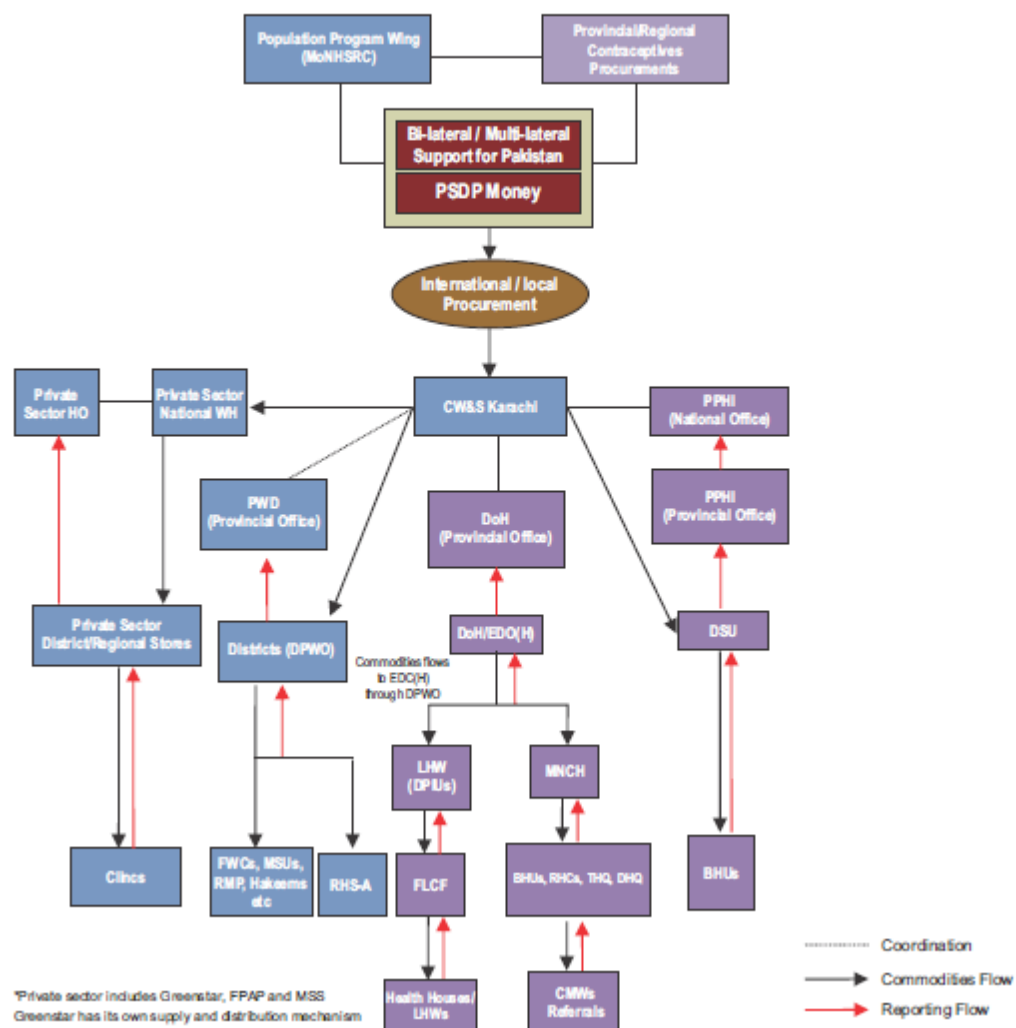 Population Program Wing
(MoNHSRC)
Provincial/Regional
Contraceptives
Procurements
Bi-lateral / Multi-lateral
Support for Pakistan
PSDP Money
International / local
Procurement
Private
Sector HO
Private Sector
National WH
CW&S Karachi
PPHI
(National Office)
PWD
(Provincial Office)
DoH
(Provincial Office)
PPHI
(Provincial Office)
Private Sector
District/Regional Stores
Districts (DPWO)
DoH/EDO(H)
DSU
Commodities flows
to EDC(H)
through DPWO
LHW
(DPIUs)
MNCH
Clincs
FWCs, MSUs,
RMP, Hakeems
etc
RHS-A
FLCF
BHUs, RHCs, THQ, DHQ
BHUs
Health Houses/
LHWs
CMWs
Referrals
Coordination
Commodities Flow
Reporting Flow
*Private sector includes Greenstar, FPAP and MSS
Greenstar has its own supply and distribution mechanism